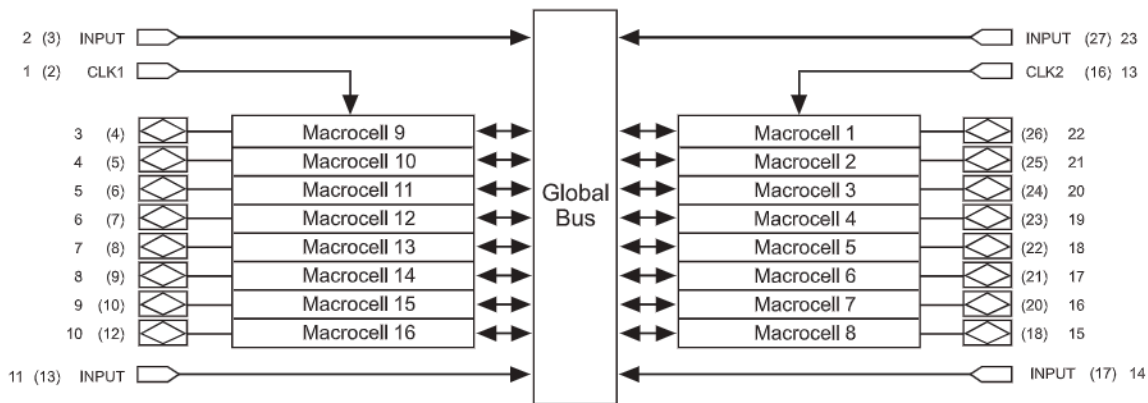 2 (3) INPUT INPUT (27) 23
1 (2) CLK1 CLK2 (16) 13
3 (4) Macrocell 9 Macrocell 1 (26) 22
4 (5) Macrocell 10 Macrocell 2 (25) 21
5 (6) Macrocell 11 Macrocell 3 (24) 20
Global
6 (7) Macrocell 12 Macrocell 4 (23) 19
Bus
7 (8) Macrocell 13 Macrocell 5 (22) 18
8 (9) Macrocell 14 Macrocell 6 (21) 17
9 (10) Macrocell 15 Macrocell 7 (20) 16
10 (12) Macrocell 16 Macrocell 8 (18) 15
11 (13) INPUT INPUT (17) 14